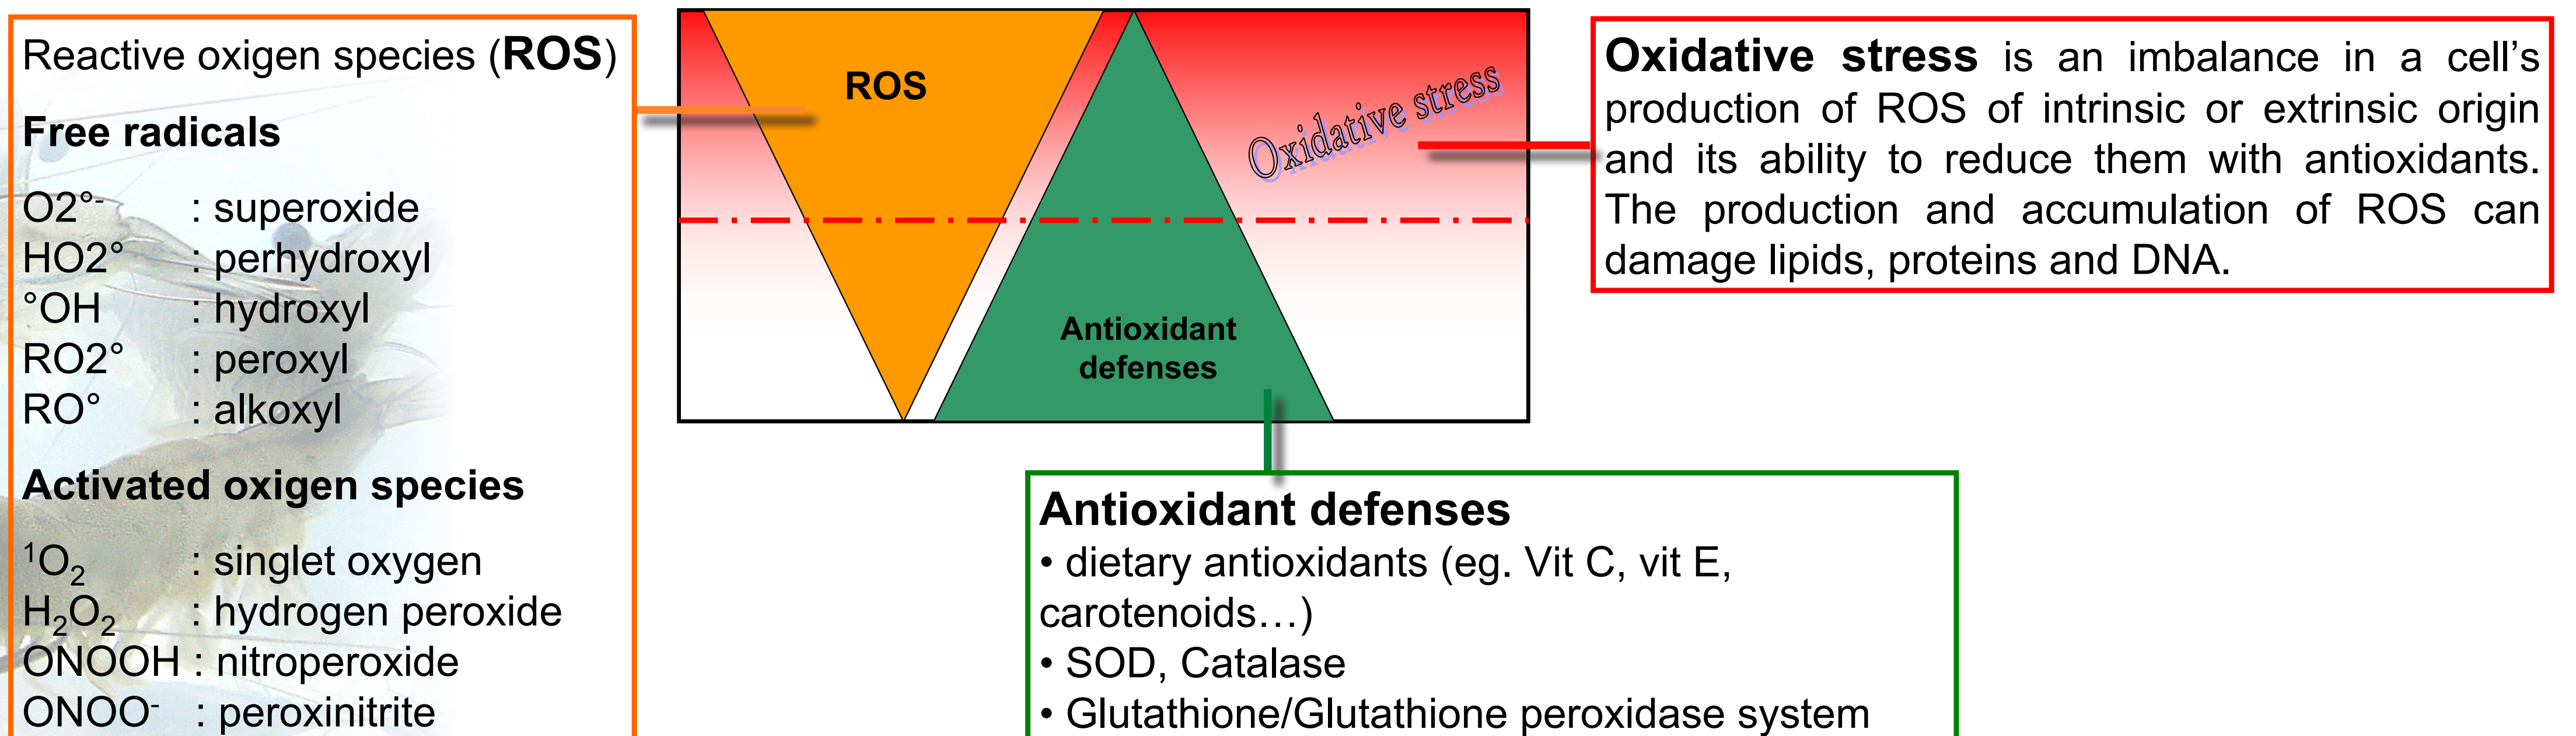 Reactive oxigen species (ROS)
Free radicals
O2°- : superoxide
HO2° : perhydroxyl
°OH : hydroxyl
RO2° : peroxyl
RO° : alkoxyl
Activated oxigen species
¹O₂ : singlet oxygen
H₂O₂ : hydrogen peroxide
ONOOH : nitroperoxide
ONOO- : peroxinitrite
ROS
Oxidative stress
Antioxidant
defenses
Oxidative stress is an imbalance in a cell’s
production of ROS of intrinsic or extrinsic origin
and its ability to reduce them with antioxidants.
The production and accumulation of ROS can
damage lipids, proteins and DNA.
Antioxidant defenses
• dietary antioxidants (eg. Vit C, vit E,
carotenoids…)
• SOD, Catalase
• Glutathione/Glutathione peroxidase system